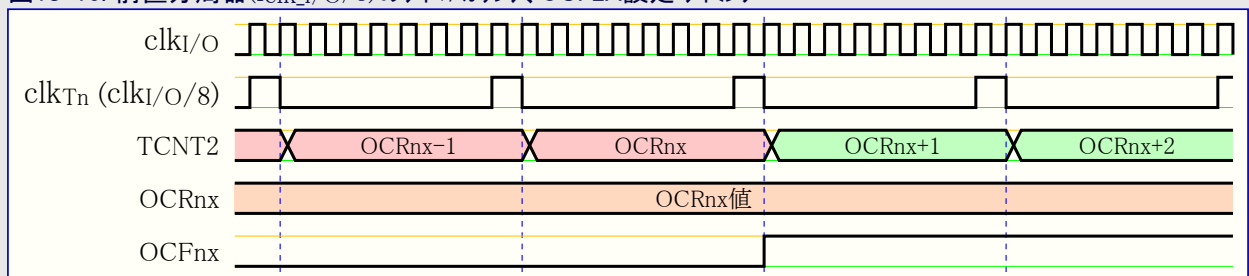 clkI/O
clkTn (clkI/O/8)
TCNT2
OCRnx-1
OCRnx
OCRnx+1
OCRnx+2
OCRnx
OCRnx値
OCFnx